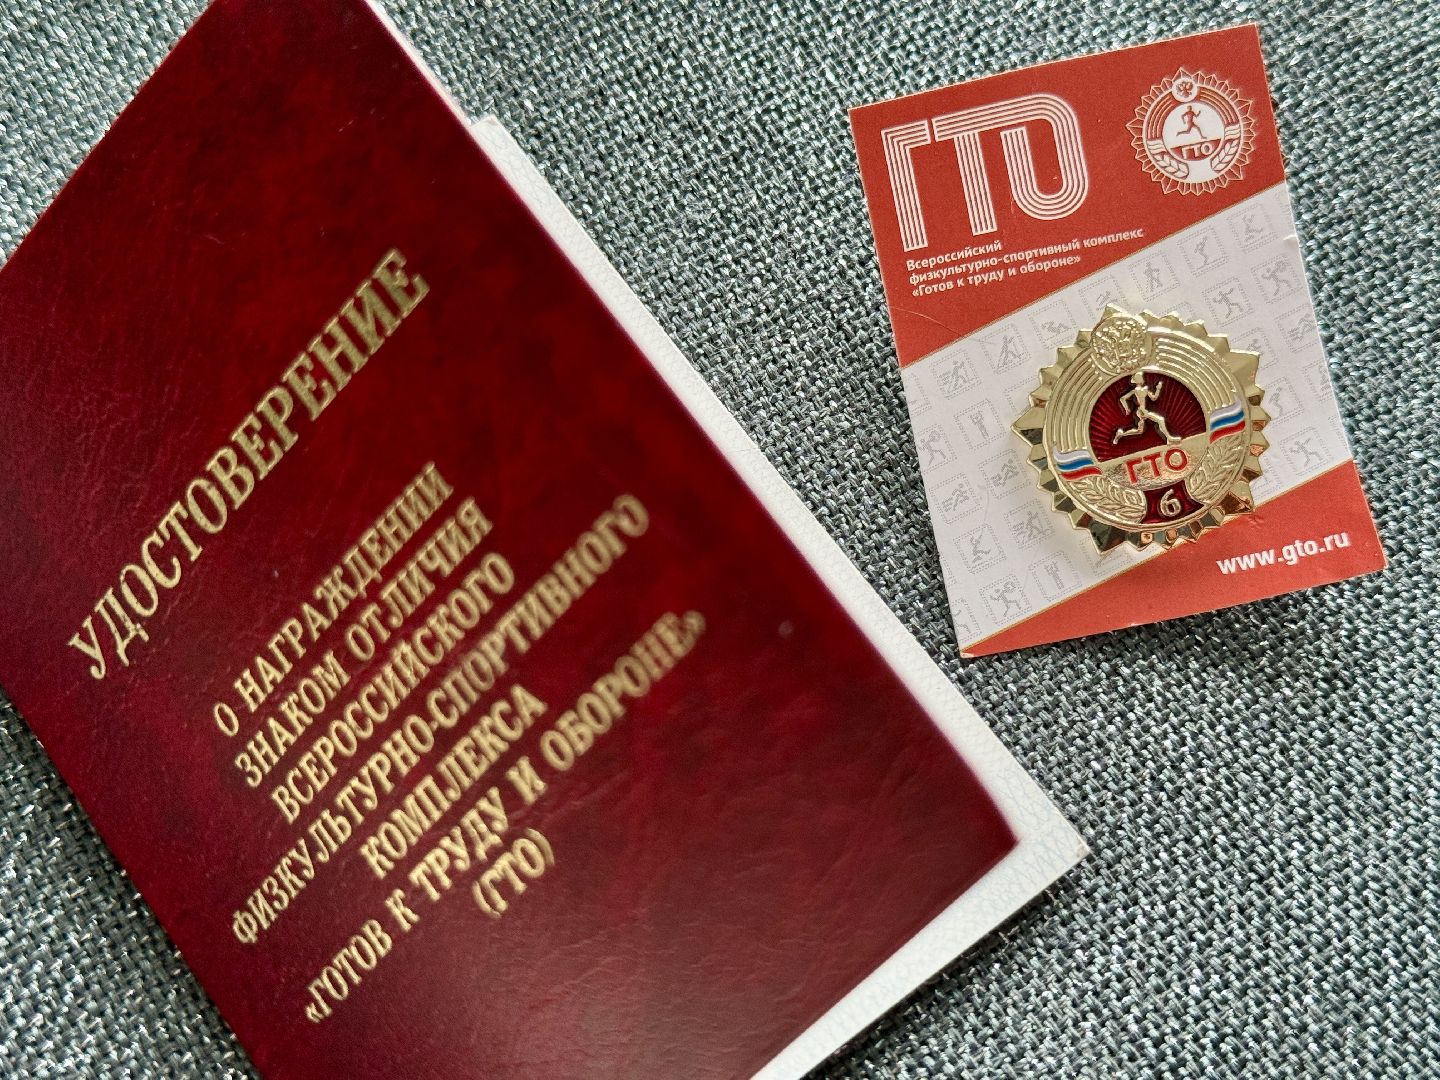 УДОСТОВЕРЕНИЕ
О НАГРАЖДЕНИИ
ЗНАКОМ ОТЛИЧИЯ
ВСЕРОССИЙСКОГО
ФИЗКУЛЬТУРНО-СПОРТИВНОГО
КОМПЛЕКСА
«ГОТОВ К ТРУДУ И ОБОРОНЕ»
(ГТО)
ГТО
ГТО
Всероссийский
физкультурно-спортивный комплекс
«Готов к труду и обороне»
ГТО
6
www.gto.ru